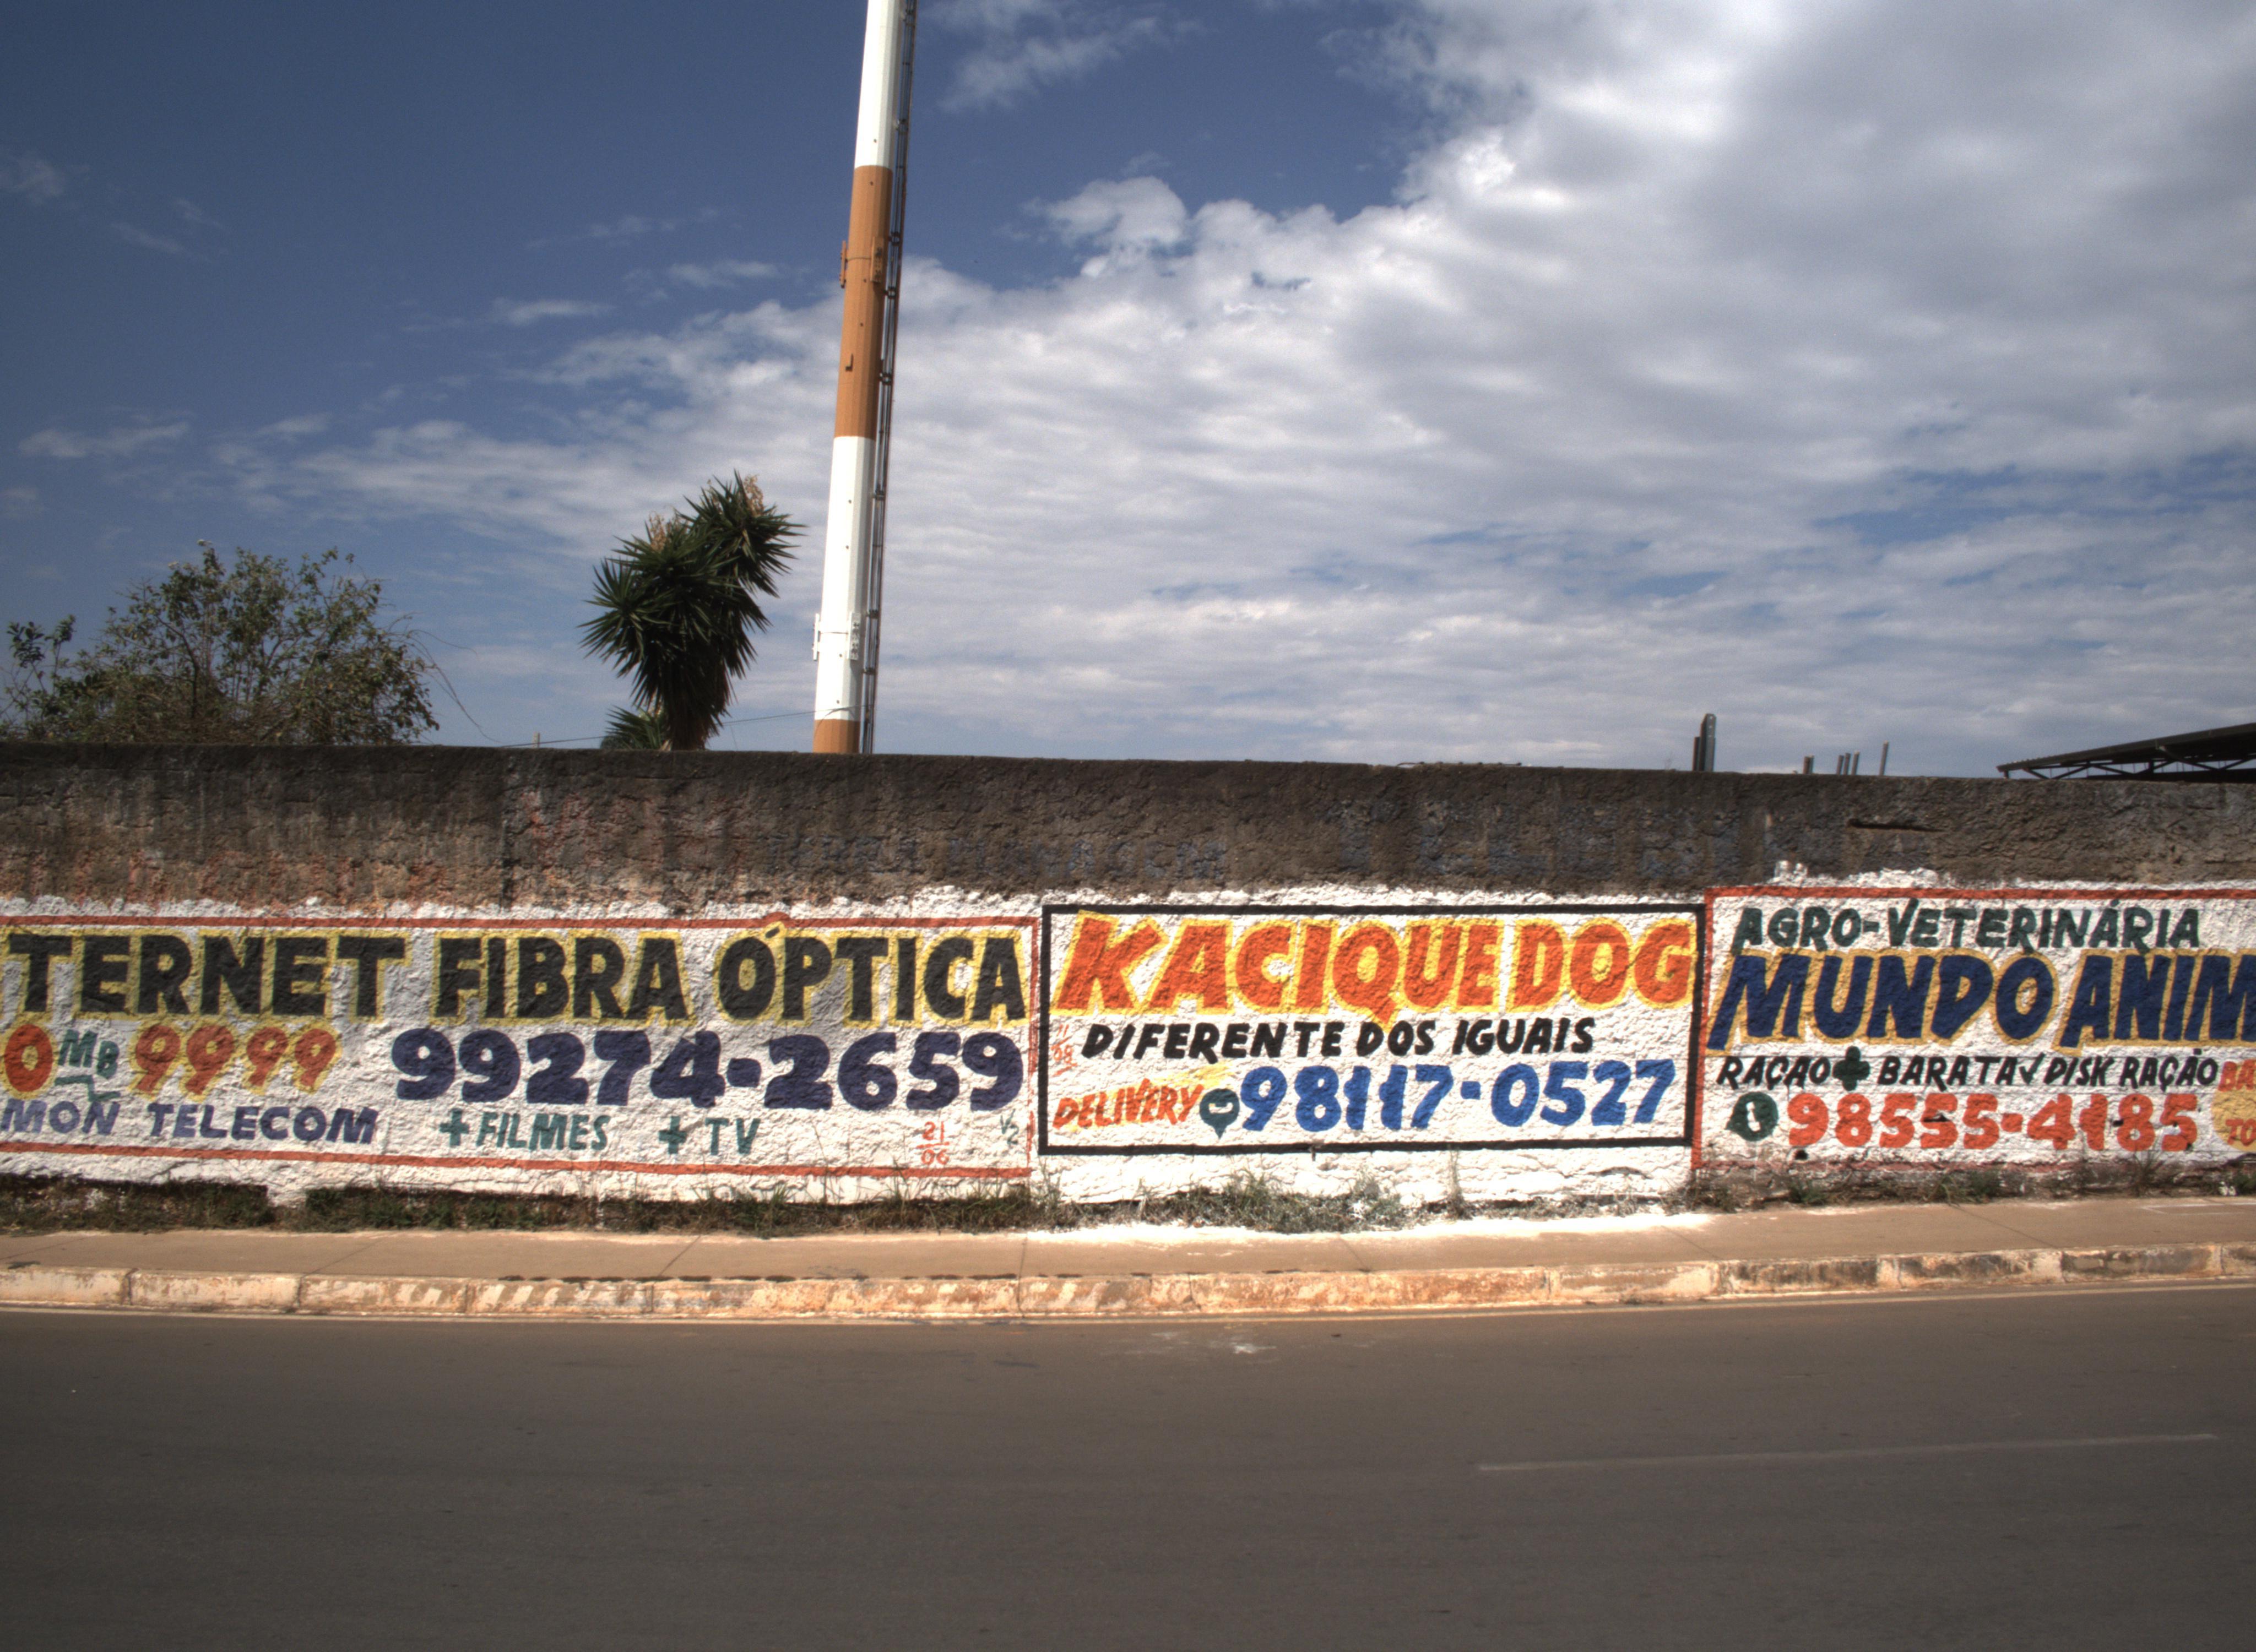 TERNET FIBRA ÓPTICA
0 MB 9999 99274-2659
MON TELECOM + FILMES + TV
21
06
KACIQUE DOG
DIFERENTE DOS IGUAIS
DELIVERY 98117-0527
AGRO-VETERINÁRIA
MUNDO ANIM
RAÇAO + BARATA √ DISK RAÇÃO
98555-4185